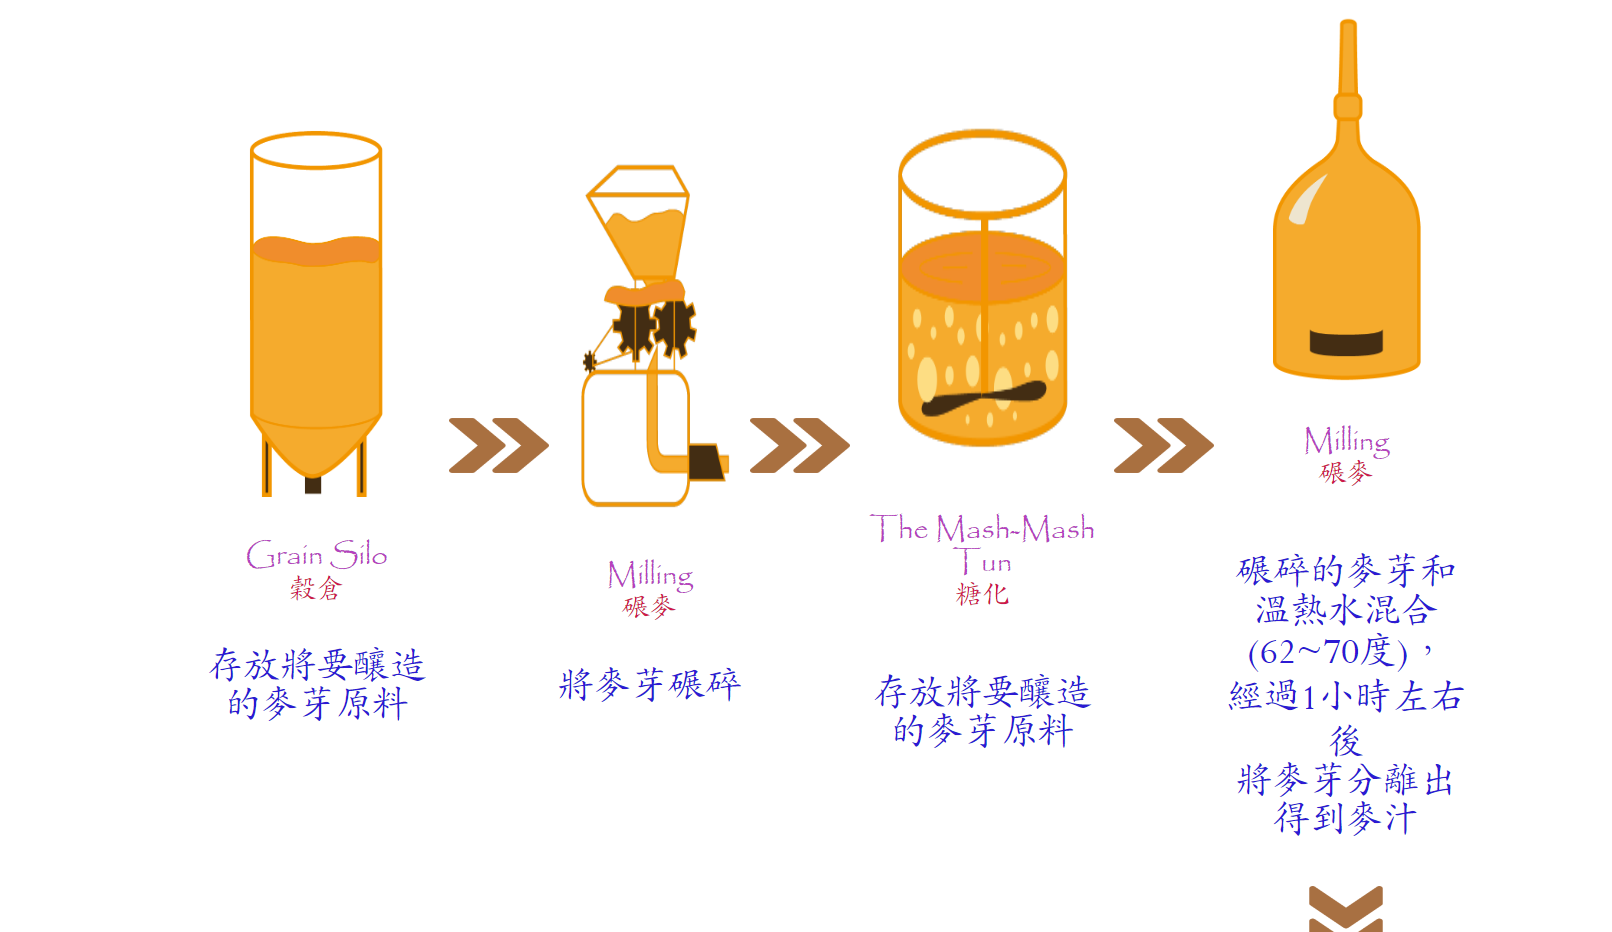 Grain Silo
穀倉
存放將要釀造
的麥芽原料
Milling
碾麥
將麥芽碾碎
The Mash-Mash
Tun
糖化
存放將要釀造
的麥芽原料
Milling
碾麥
碾碎的麥芽和
溫熱水混合
(62~70度)，
經過1小時左右
後
將麥芽分離出
得到麥汁